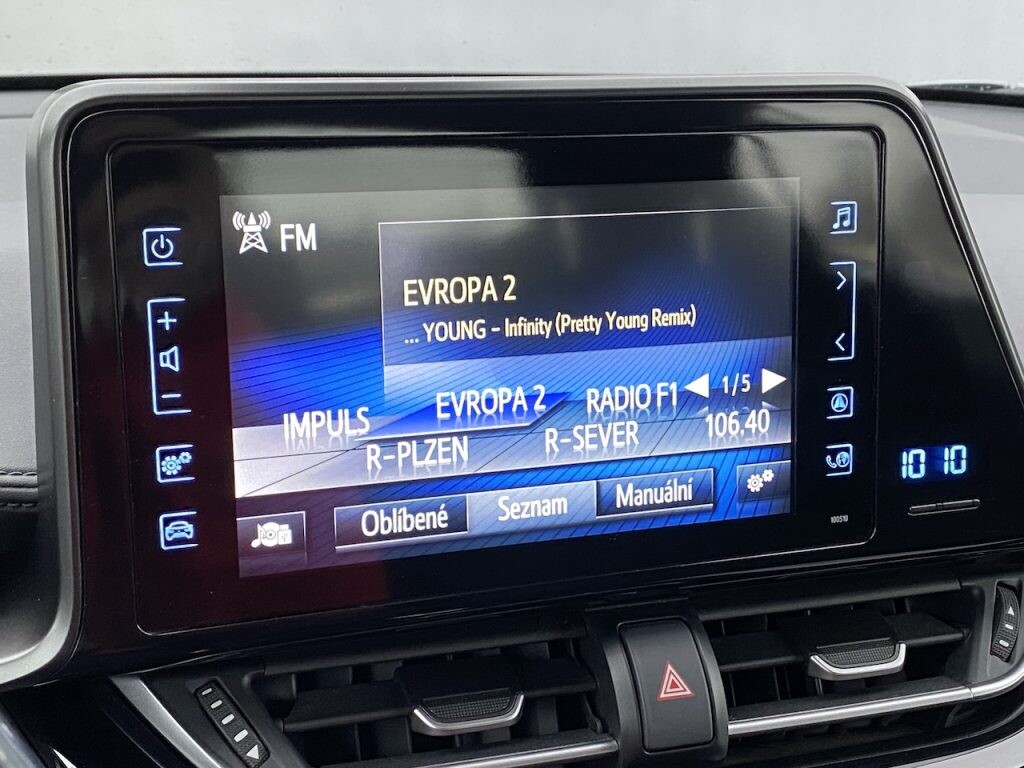 FM
EVROPA 2
... YOUNG – Infinity (Pretty Young Remix)
1/5
IMPULS EVROPA 2 RADIO F1
R-PLZEN R-SEVER 106.40
Oblíbené Seznam Manuální
10 10
100510